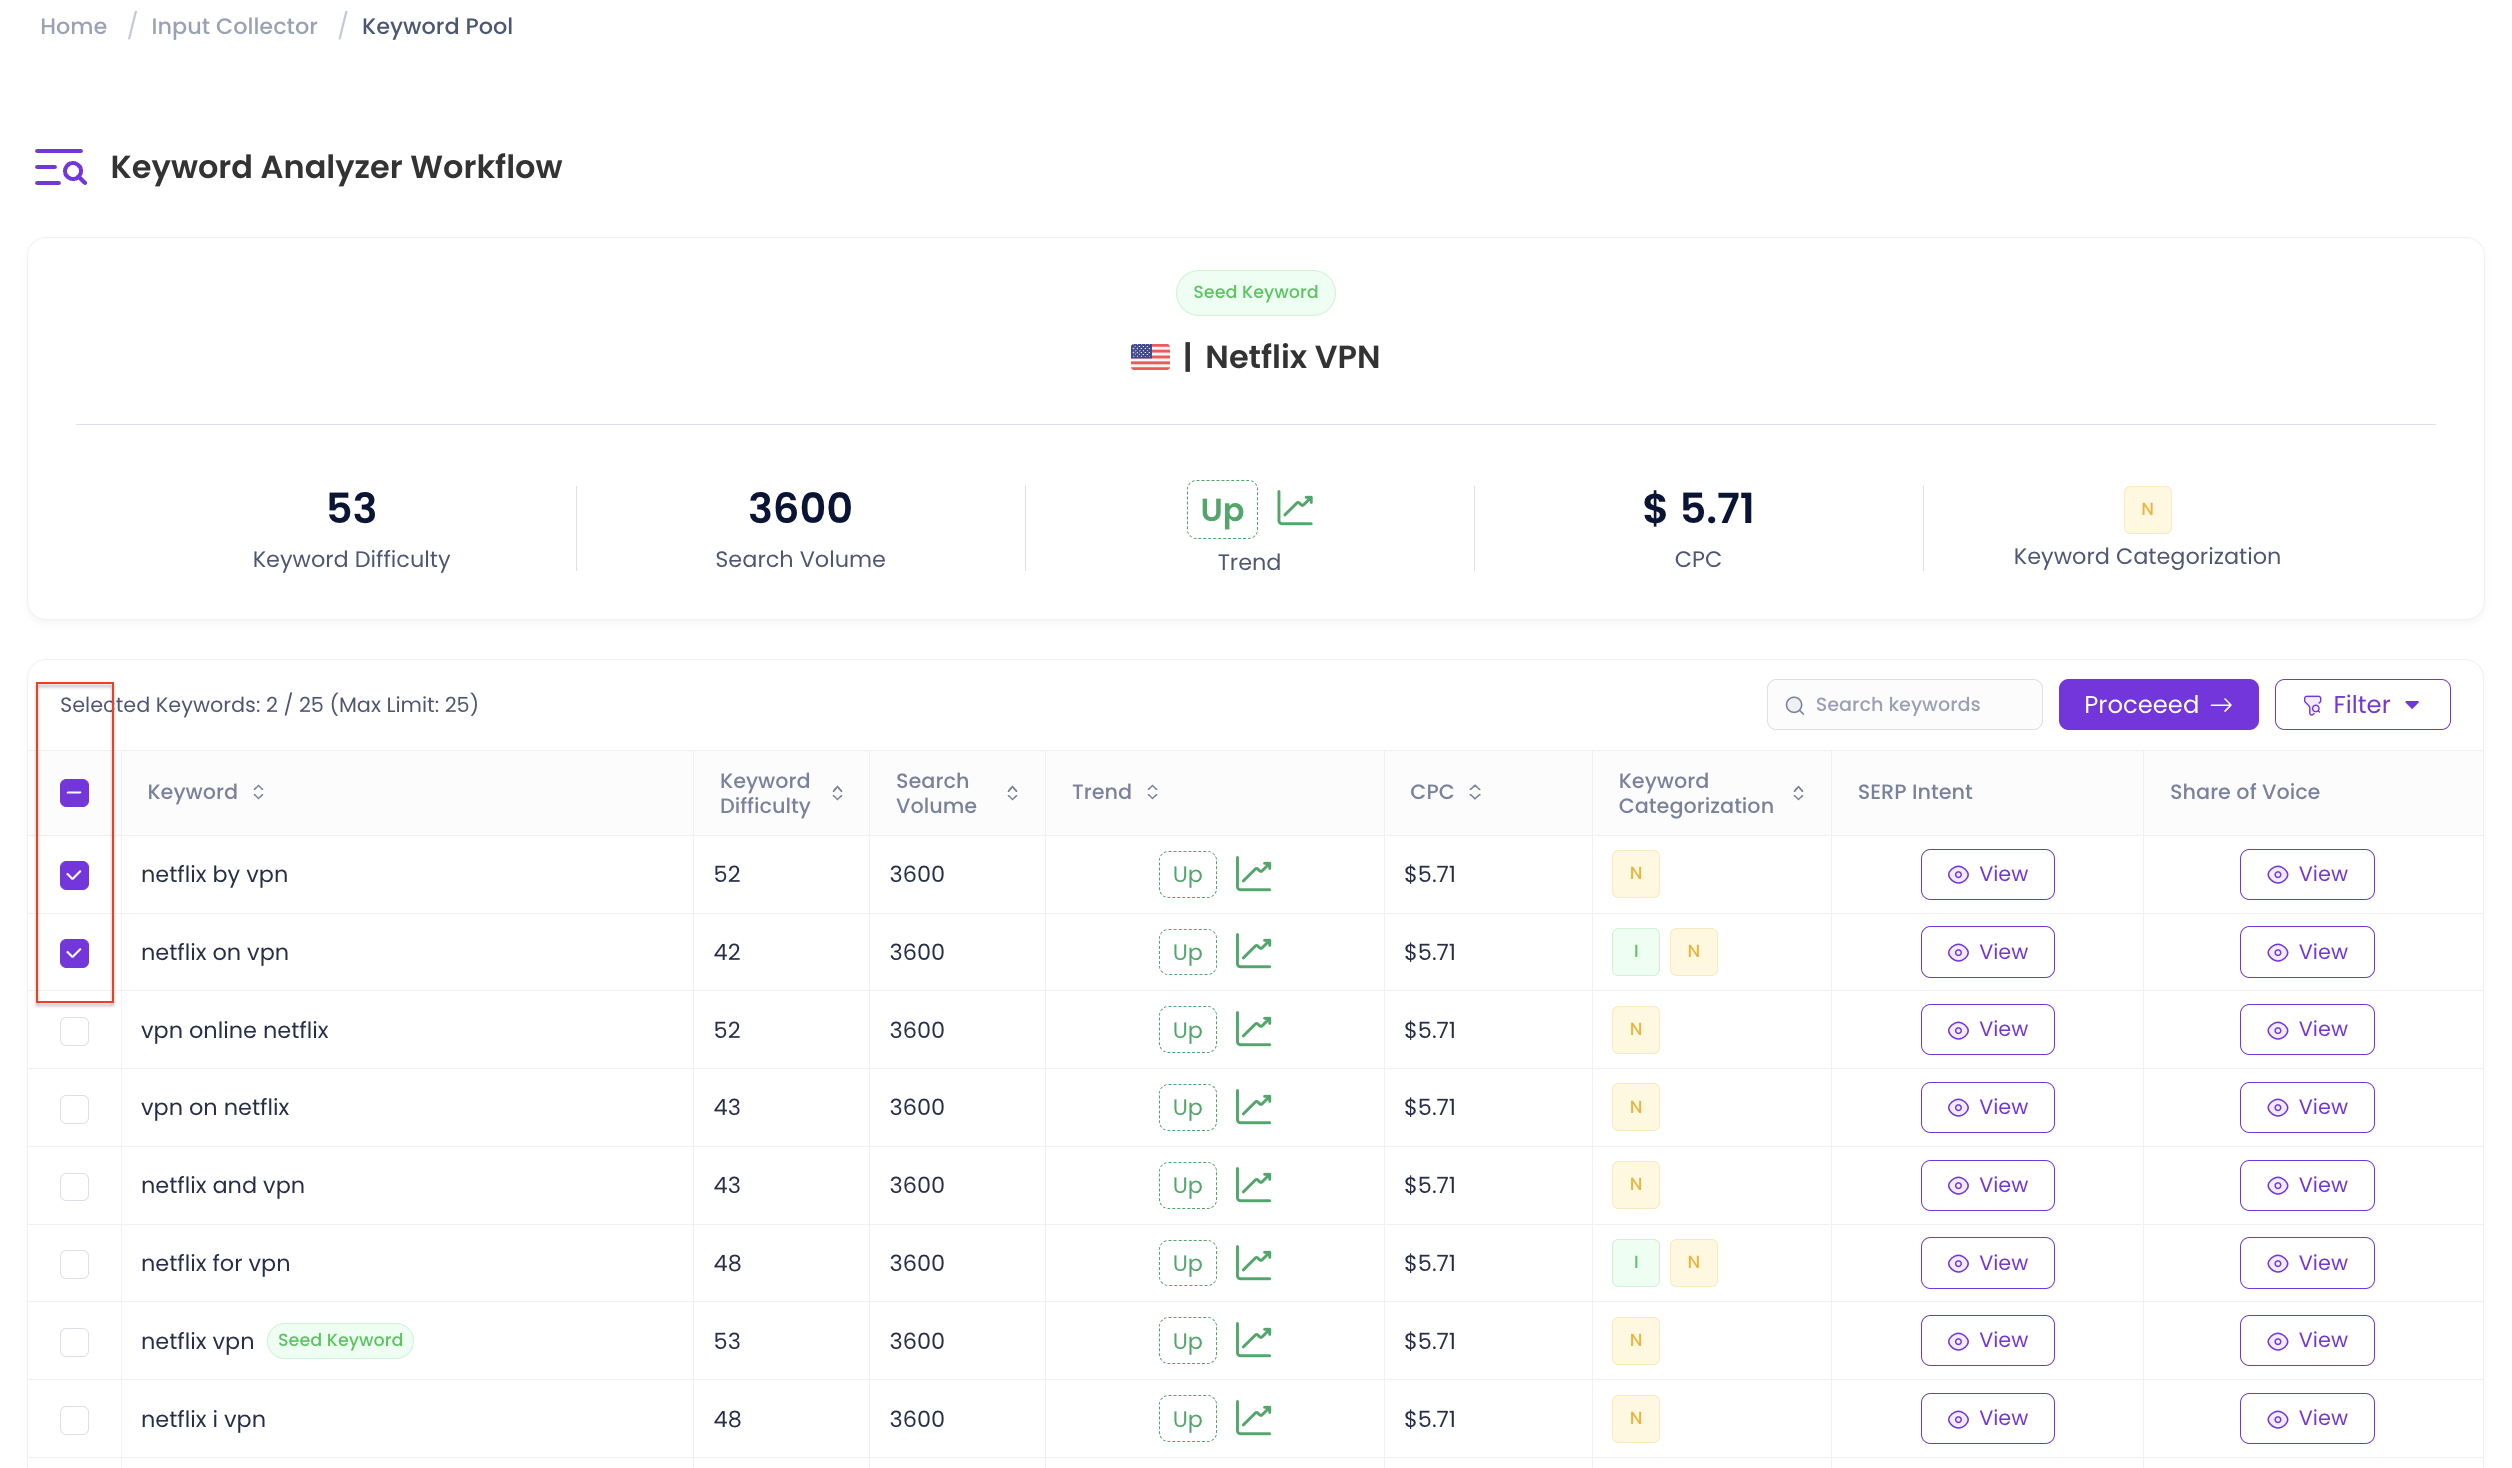 Home / Input Collector / Keyword Pool
Keyword Analyzer Workflow
Seed Keyword
| Netflix VPN
53 3600 Up $ 5.71 N
Keyword Difficulty Search Volume Trend CPC Keyword Categorization
Selected Keywords: 2 / 25 (Max Limit: 25) Search keywords Proceeed → Filter
Keyword Keyword Difficulty Search Volume Trend CPC Keyword Categorization SERP Intent Share of Voice
netflix by vpn 52 3600 Up $5.71 N View View
netflix on vpn 42 3600 Up $5.71 I N View View
vpn online netflix 52 3600 Up $5.71 N View View
vpn on netflix 43 3600 Up $5.71 N View View
netflix and vpn 43 3600 Up $5.71 N View View
netflix for vpn 48 3600 Up $5.71 I N View View
netflix vpn Seed Keyword 53 3600 Up $5.71 N View View
netflix i vpn 48 3600 Up $5.71 N View View